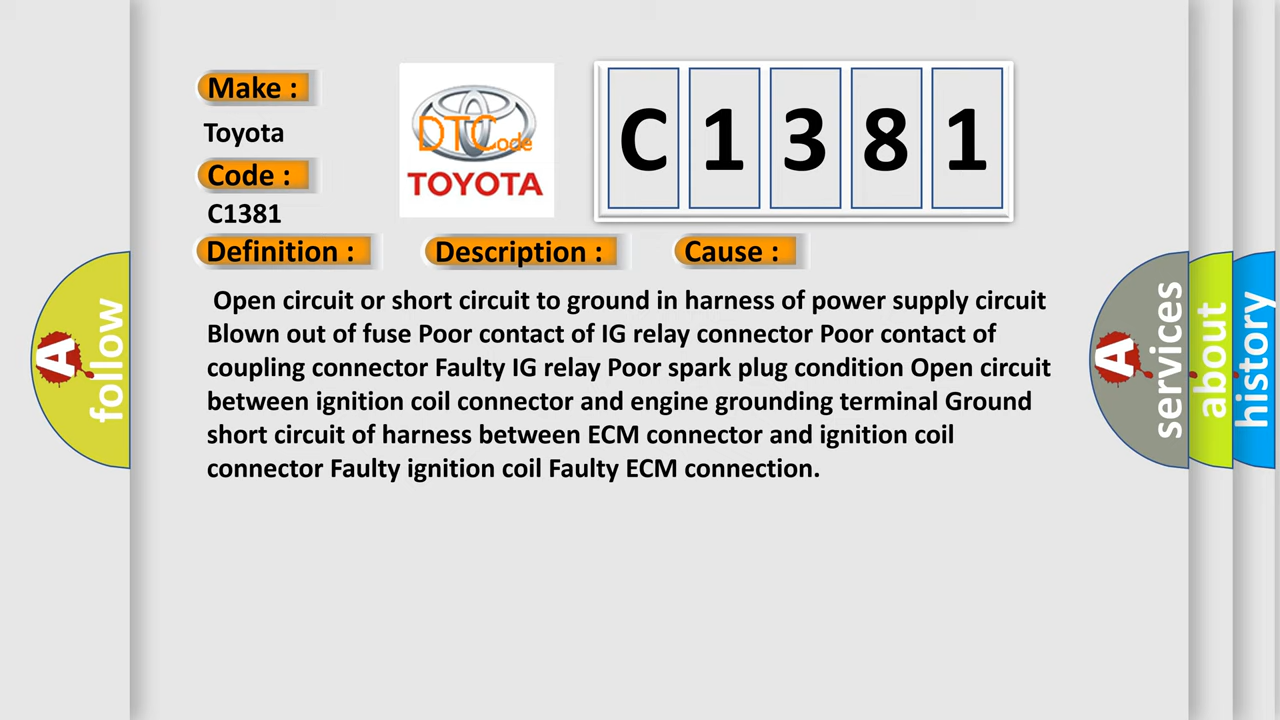 Make :
Toyota
Code :
C1381
DTCode
TOYOTA
C1381
Definition :
Description :
Cause :
Open circuit or short circuit to ground in harness of power supply circuit
Blown out of fuse Poor contact of IG relay connector Poor contact of
coupling connector Faulty IG relay Poor spark plug condition Open circuit
between ignition coil connector and engine grounding terminal Ground
short circuit of harness between ECM connector and ignition coil
connector Faulty ignition coil Faulty ECM connection.
A
follow
A
services
about
history